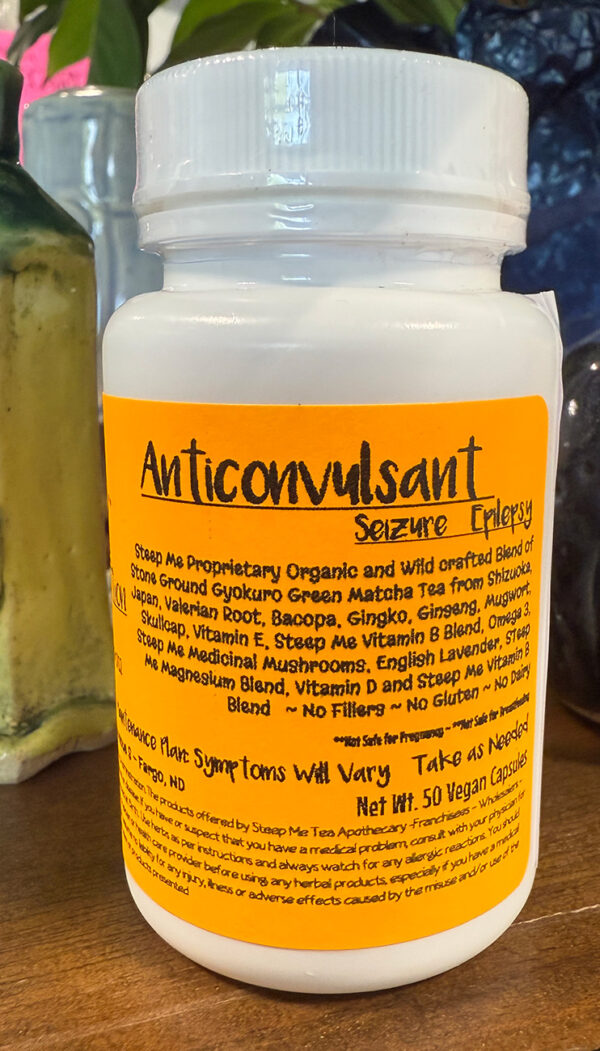 Anticonvulsant
Seizure Epilepsy
Steep Me Proprietary Organic and Wild crafted Blend of
Stone Ground Gyokuro Green Matcha Tea from Shizuoka,
Japan, Valerian Root, Bacopa, Gingko, Ginseng, Mugwort,
Skullcap, Vitamin E, Steep Me Vitamin B Blend, Omega 3,
Steep Me Medicinal Mushrooms, English Lavender, STeep
Me Magnesium Blend, Vitamin D and Steep Me Vitamin B
Blend ~ No Fillers ~ No Gluten ~ No Dairy
**Not Safe for Pregnancy ~ **Not Safe for Breastfeeding
Plan: Symptoms Will Vary Take as Needed
S - Fargo, ND
Net Wt. 50 Vegan Capsules
The products offered by Steep Me Tea Apothecary -Franchisees - Wholesalers -
if you have or suspect that you have a medical problem, consult with your physician for
Use herbs as per instructions and always watch for any allergic reactions. You should
or health care provider before using any herbal products, especially if you have a medical
liability for any injury, illness or adverse effects caused by the misuse and/or use of the
products presented